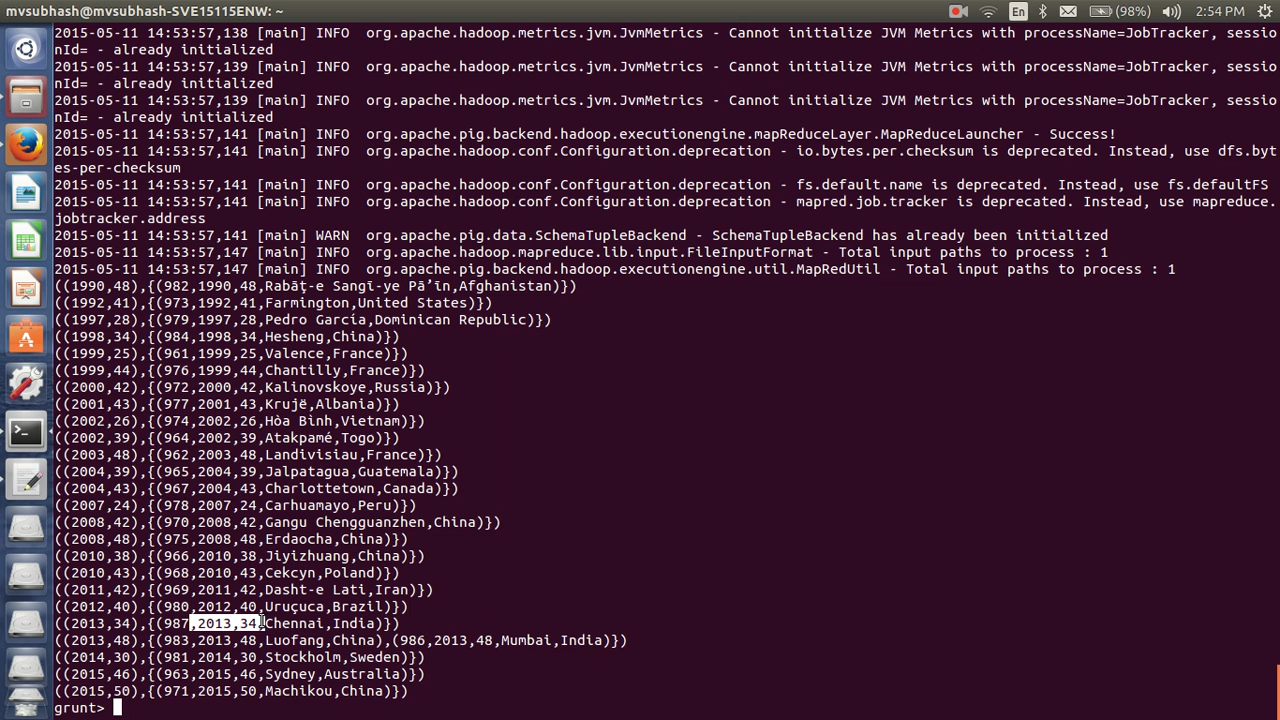 mvsubhash@mvsubhash-SVE15115ENW: ~
En
(98%)
2:54 PM
2015-05-11 14:53:57,138 [main] INFO  org.apache.hadoop.metrics.jvm.JvmMetrics - Cannot initialize JVM Metrics with processName=JobTracker, sessio
nId= - already initialized
2015-05-11 14:53:57,139 [main] INFO  org.apache.hadoop.metrics.jvm.JvmMetrics - Cannot initialize JVM Metrics with processName=JobTracker, sessio
nId= - already initialized
2015-05-11 14:53:57,139 [main] INFO  org.apache.hadoop.metrics.jvm.JvmMetrics - Cannot initialize JVM Metrics with processName=JobTracker, sessio
nId= - already initialized
2015-05-11 14:53:57,141 [main] INFO  org.apache.pig.backend.hadoop.executionengine.mapReduceLayer.MapReduceLauncher - Success!
2015-05-11 14:53:57,141 [main] INFO  org.apache.hadoop.conf.Configuration.deprecation - io.bytes.per.checksum is deprecated. Instead, use dfs.byt
es-per-checksum
2015-05-11 14:53:57,141 [main] INFO  org.apache.hadoop.conf.Configuration.deprecation - fs.default.name is deprecated. Instead, use fs.defaultFS
2015-05-11 14:53:57,141 [main] INFO  org.apache.hadoop.conf.Configuration.deprecation - mapred.job.tracker is deprecated. Instead, use mapreduce.
jobtracker.address
2015-05-11 14:53:57,141 [main] WARN  org.apache.pig.data.SchemaTupleBackend - SchemaTupleBackend has already been initialized
2015-05-11 14:53:57,147 [main] INFO  org.apache.hadoop.mapreduce.lib.input.FileInputFormat - Total input paths to process : 1
2015-05-11 14:53:57,147 [main] INFO  org.apache.pig.backend.hadoop.executionengine.util.MapRedUtil - Total input paths to process : 1
((1990,48),{(982,1990,48,Rabāţ-e Sangī-ye Pā’īn,Afghanistan)})
((1992,41),{(973,1992,41,Farmington,United States)})
((1997,28),{(979,1997,28,Pedro García,Dominican Republic)})
((1998,34),{(984,1998,34,Hesheng,China)})
((1999,25),{(961,1999,25,Valence,France)})
((1999,44),{(976,1999,44,Chantilly,France)})
((2000,42),{(972,2000,42,Kalinovskoye,Russia)})
((2001,43),{(977,2001,43,Krujë,Albania)})
((2002,26),{(974,2002,26,Hòa Bình,Vietnam)})
((2002,39),{(964,2002,39,Atakpamé,Togo)})
((2003,48),{(962,2003,48,Landivisiau,France)})
((2004,39),{(965,2004,39,Jalpatagua,Guatemala)})
((2004,43),{(967,2004,43,Charlottetown,Canada)})
((2007,24),{(978,2007,24,Carhuamayo,Peru)})
((2008,42),{(970,2008,42,Gangu Chengguanzhen,China)})
((2008,48),{(975,2008,48,Erdaocha,China)})
((2010,38),{(966,2010,38,Jiyizhuang,China)})
((2010,43),{(968,2010,43,Cekcyn,Poland)})
((2011,42),{(969,2011,42,Dasht-e Lati,Iran)})
((2012,40),{(980,2012,40,Uruçuca,Brazil)})
((2013,34),{(987,2013,34,Chennai,India)})
((2013,48),{(983,2013,48,Luofang,China),(986,2013,48,Mumbai,India)})
((2014,30),{(981,2014,30,Stockholm,Sweden)})
((2015,46),{(963,2015,46,Sydney,Australia)})
((2015,50),{(971,2015,50,Machikou,China)})
grunt>